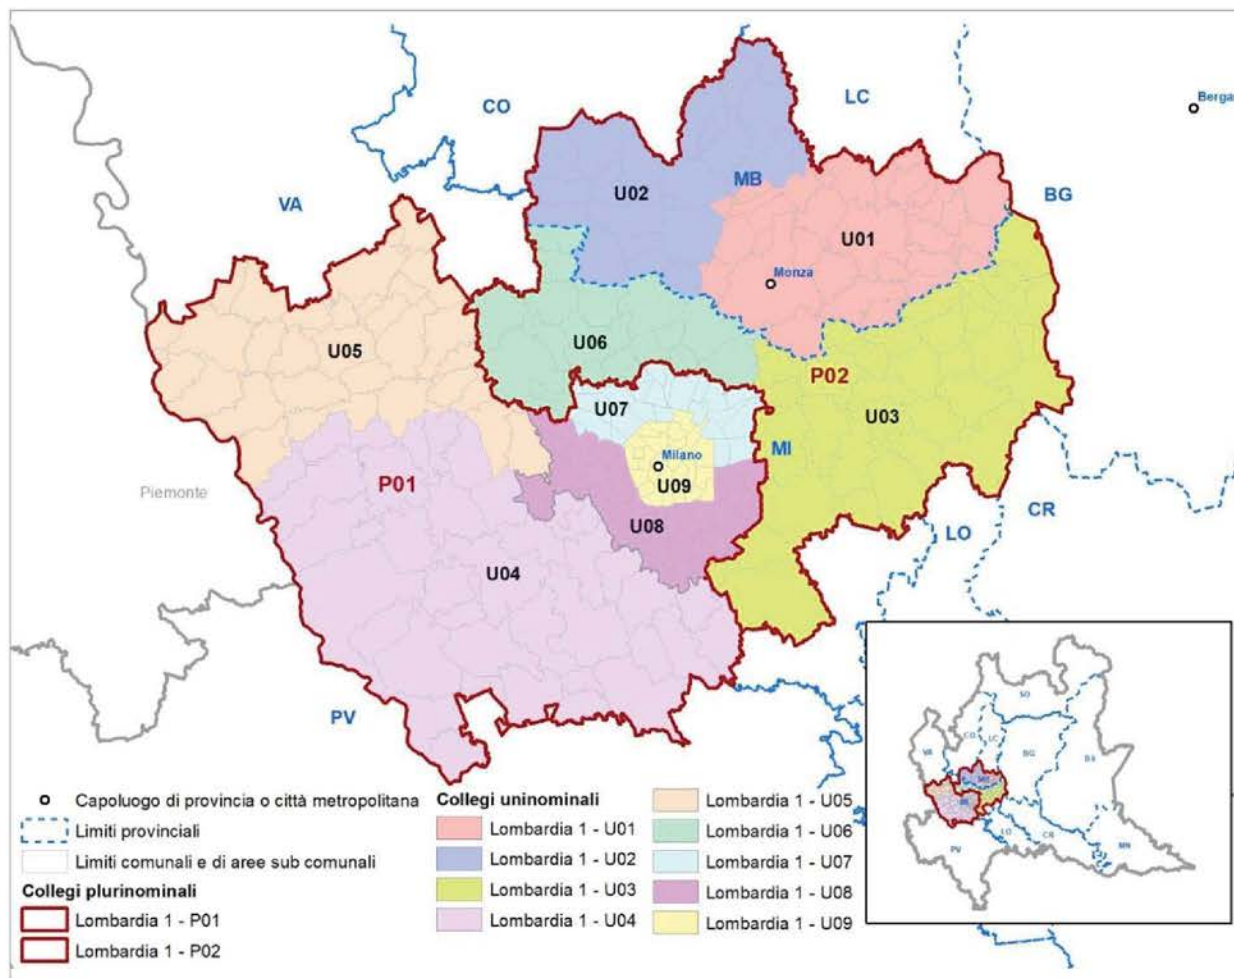 CO
LC
Berga
VA
U02
MB
BG
U01
Monza
U05
U06
P02
U07
U03
MI
Milano
Piemonte
P01
U09
U08
CR
LO
U04
PV
SO
CO
LC
VA
BG
MB
MI
LO
CR
MN
PV
Capoluogo di provincia o città metropolitana
Limiti provinciali
Limiti comunali e di aree sub comunali
Collegi plurinominali
Lombardia 1 - P01
Lombardia 1 - P02
Collegi uninominali
Lombardia 1 - U01
Lombardia 1 - U02
Lombardia 1 - U03
Lombardia 1 - U04
Lombardia 1 - U05
Lombardia 1 - U06
Lombardia 1 - U07
Lombardia 1 - U08
Lombardia 1 - U09